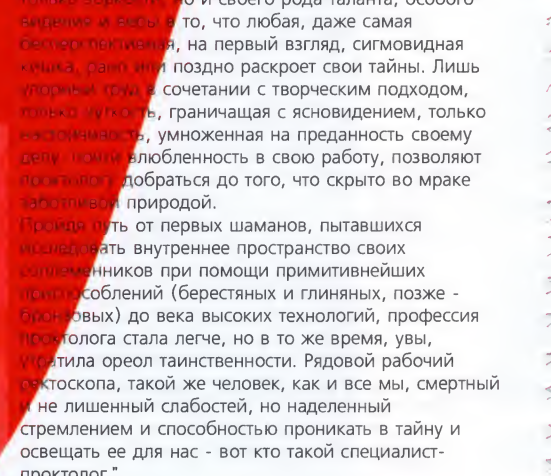 только зоркости, но и своего рода таланта, особого
видения и веры в то, что любая, даже самая
бесперспективная, на первый взгляд, сигмовидная
кишка, рано или поздно раскроет свои тайны. Лишь
упорный труд в сочетании с творческим подходом,
только чуткость, граничащая с ясновидением, только
настойчивость, умноженная на преданность своему
делу, почти влюбленность в свою работу, позволяют
проктологу добраться до того, что скрыто во мраке
заботливой природой.
Пройдя путь от первых шаманов, пытавшихся
исследовать внутреннее пространство своих
соплеменников при помощи примитивнейших
приспособлений (берестяных и глиняных, позже -
бронзовых) до века высоких технологий, профессия
проктолога стала легче, но в то же время, увы,
утратила ореол таинственности. Рядовой рабочий
ректоскопа, такой же человек, как и все мы, смертный
и не лишенный слабостей, но наделенный
стремлением и способностью проникать в тайну и
освещать ее для нас - вот кто такой специалист-
проктолог."